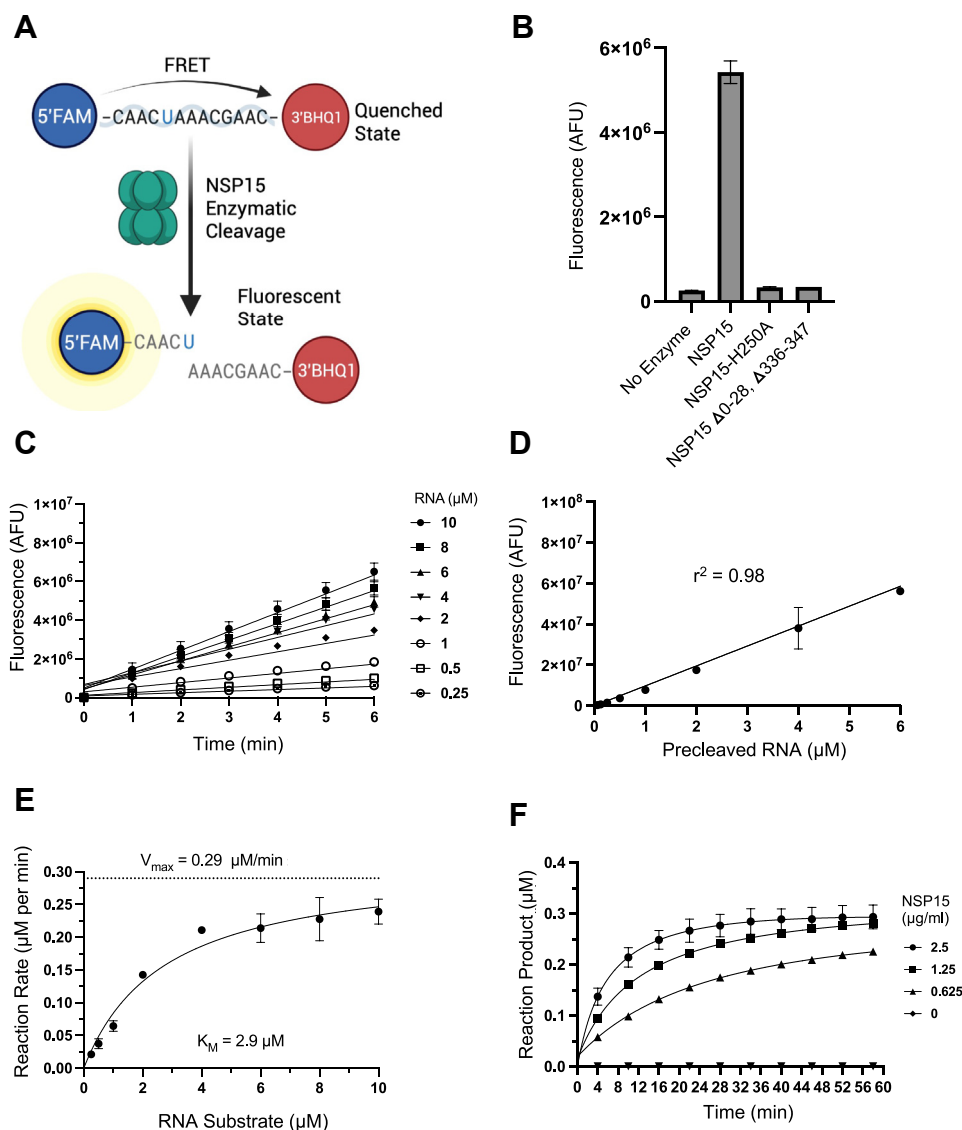 A
FRET
5'FAM
-CAACUAAACGAAC-
3'BHQ1
Quenched
State
NSP15
Enzymatic
Cleavage
Fluorescent
State
5'FAM
-CAACU
AAACGAAC-
3'BHQ1
B
Fluorescence (AFU)
6×10⁶
4×10⁶
2×10⁶
0
No Enzyme
NSP15
NSP15-H250A
NSP15 Δ0-28, Δ336-347
C
Fluorescence (AFU)
1×10⁷
8×10⁶
6×10⁶
4×10⁶
2×10⁶
0
0 1 2 3 4 5 6
Time (min)
RNA (µM)
10
8
6
4
2
1
0.5
0.25
D
Fluorescence (AFU)
1×10⁸
8×10⁷
6×10⁷
4×10⁷
2×10⁷
0
r² = 0.98
0 1 2 3 4 5 6
Precleaved RNA (µM)
E
Reaction Rate (µM per min)
0.30
0.25
0.20
0.15
0.10
0.05
0.00
Vmax = 0.29 µM/min
KM = 2.9 µM
0 2 4 6 8 10
RNA Substrate (µM)
F
Reaction Product (µM)
0.4
0.3
0.2
0.1
0.0
0 4 8 10 16 22 28 34 40 46 52 58 60
Time (min)
NSP15
(µg/ml)
2.5
1.25
0.625
0